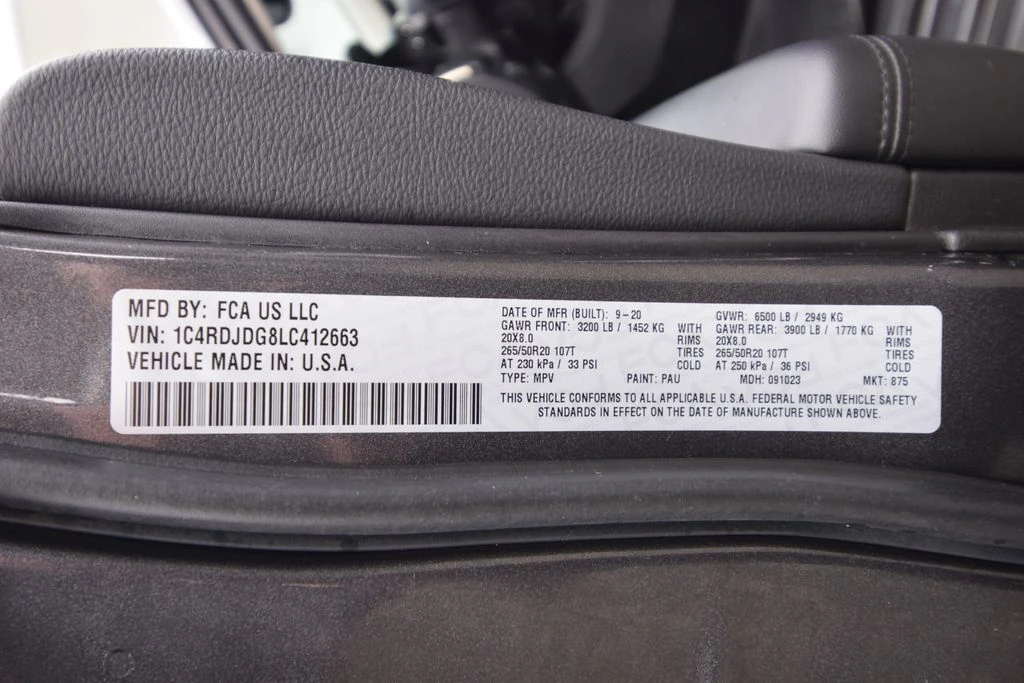 MFD BY: FCA US LLC
VIN: 1C4RDJDG8LC412663
VEHICLE MADE IN: U.S.A.
DATE OF MFR (BUILT): 9-20 GVWR: 6500 LB / 2949 KG
GAWR FRONT: 3200 LB / 1452 KG WITH GAWR REAR: 3900 LB / 1770 KG WITH
20X8.0 RIMS 20X8.0 RIMS
265/50R20 107T TIRES 265/50R20 107T TIRES
AT 230 kPa / 33 PSI COLD AT 250 kPa / 36 PSI COLD
TYPE: MPV PAINT: PAU MDH: 091023 MKT: 875
THIS VEHICLE CONFORMS TO ALL APPLICABLE U.S.A. FEDERAL MOTOR VEHICLE SAFETY
STANDARDS IN EFFECT ON THE DATE OF MANUFACTURE SHOWN ABOVE.